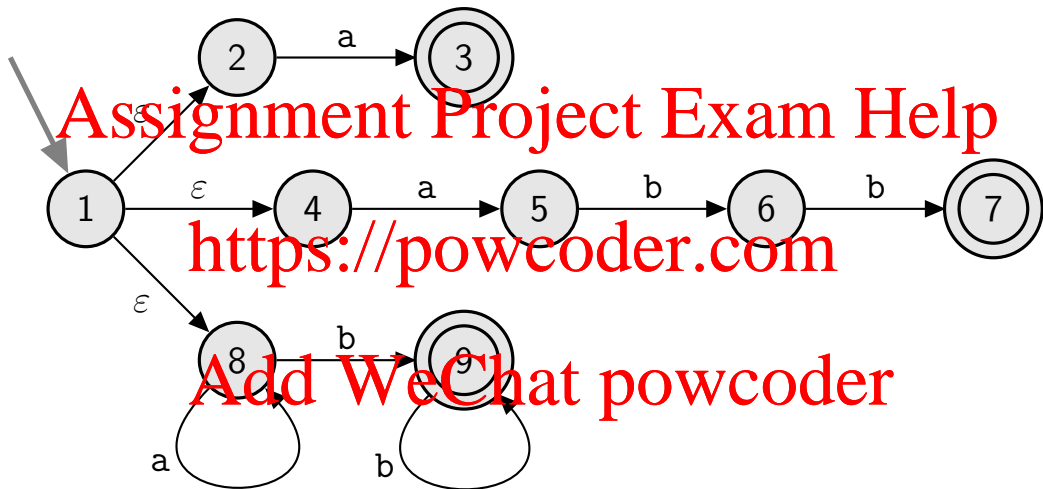 a
2 3
ε
Assignment Project Exam Help
ε a b b
1 4 5 6 7
https://powcoder.com
ε
b
8 9
Add WeChat powcoder
a b